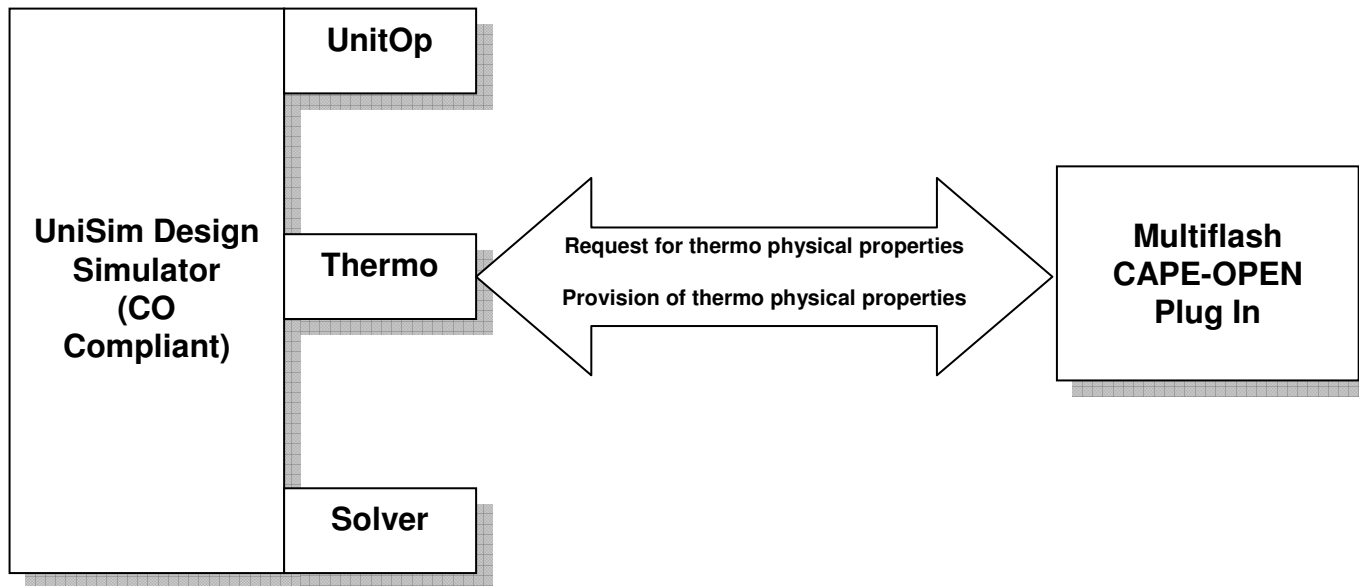 UnitOp
UniSim Design
Simulator
(CO
Compliant)
Thermo
Request for thermo physical properties
Provision of thermo physical properties
Multiflash
CAPE-OPEN
Plug In
Solver